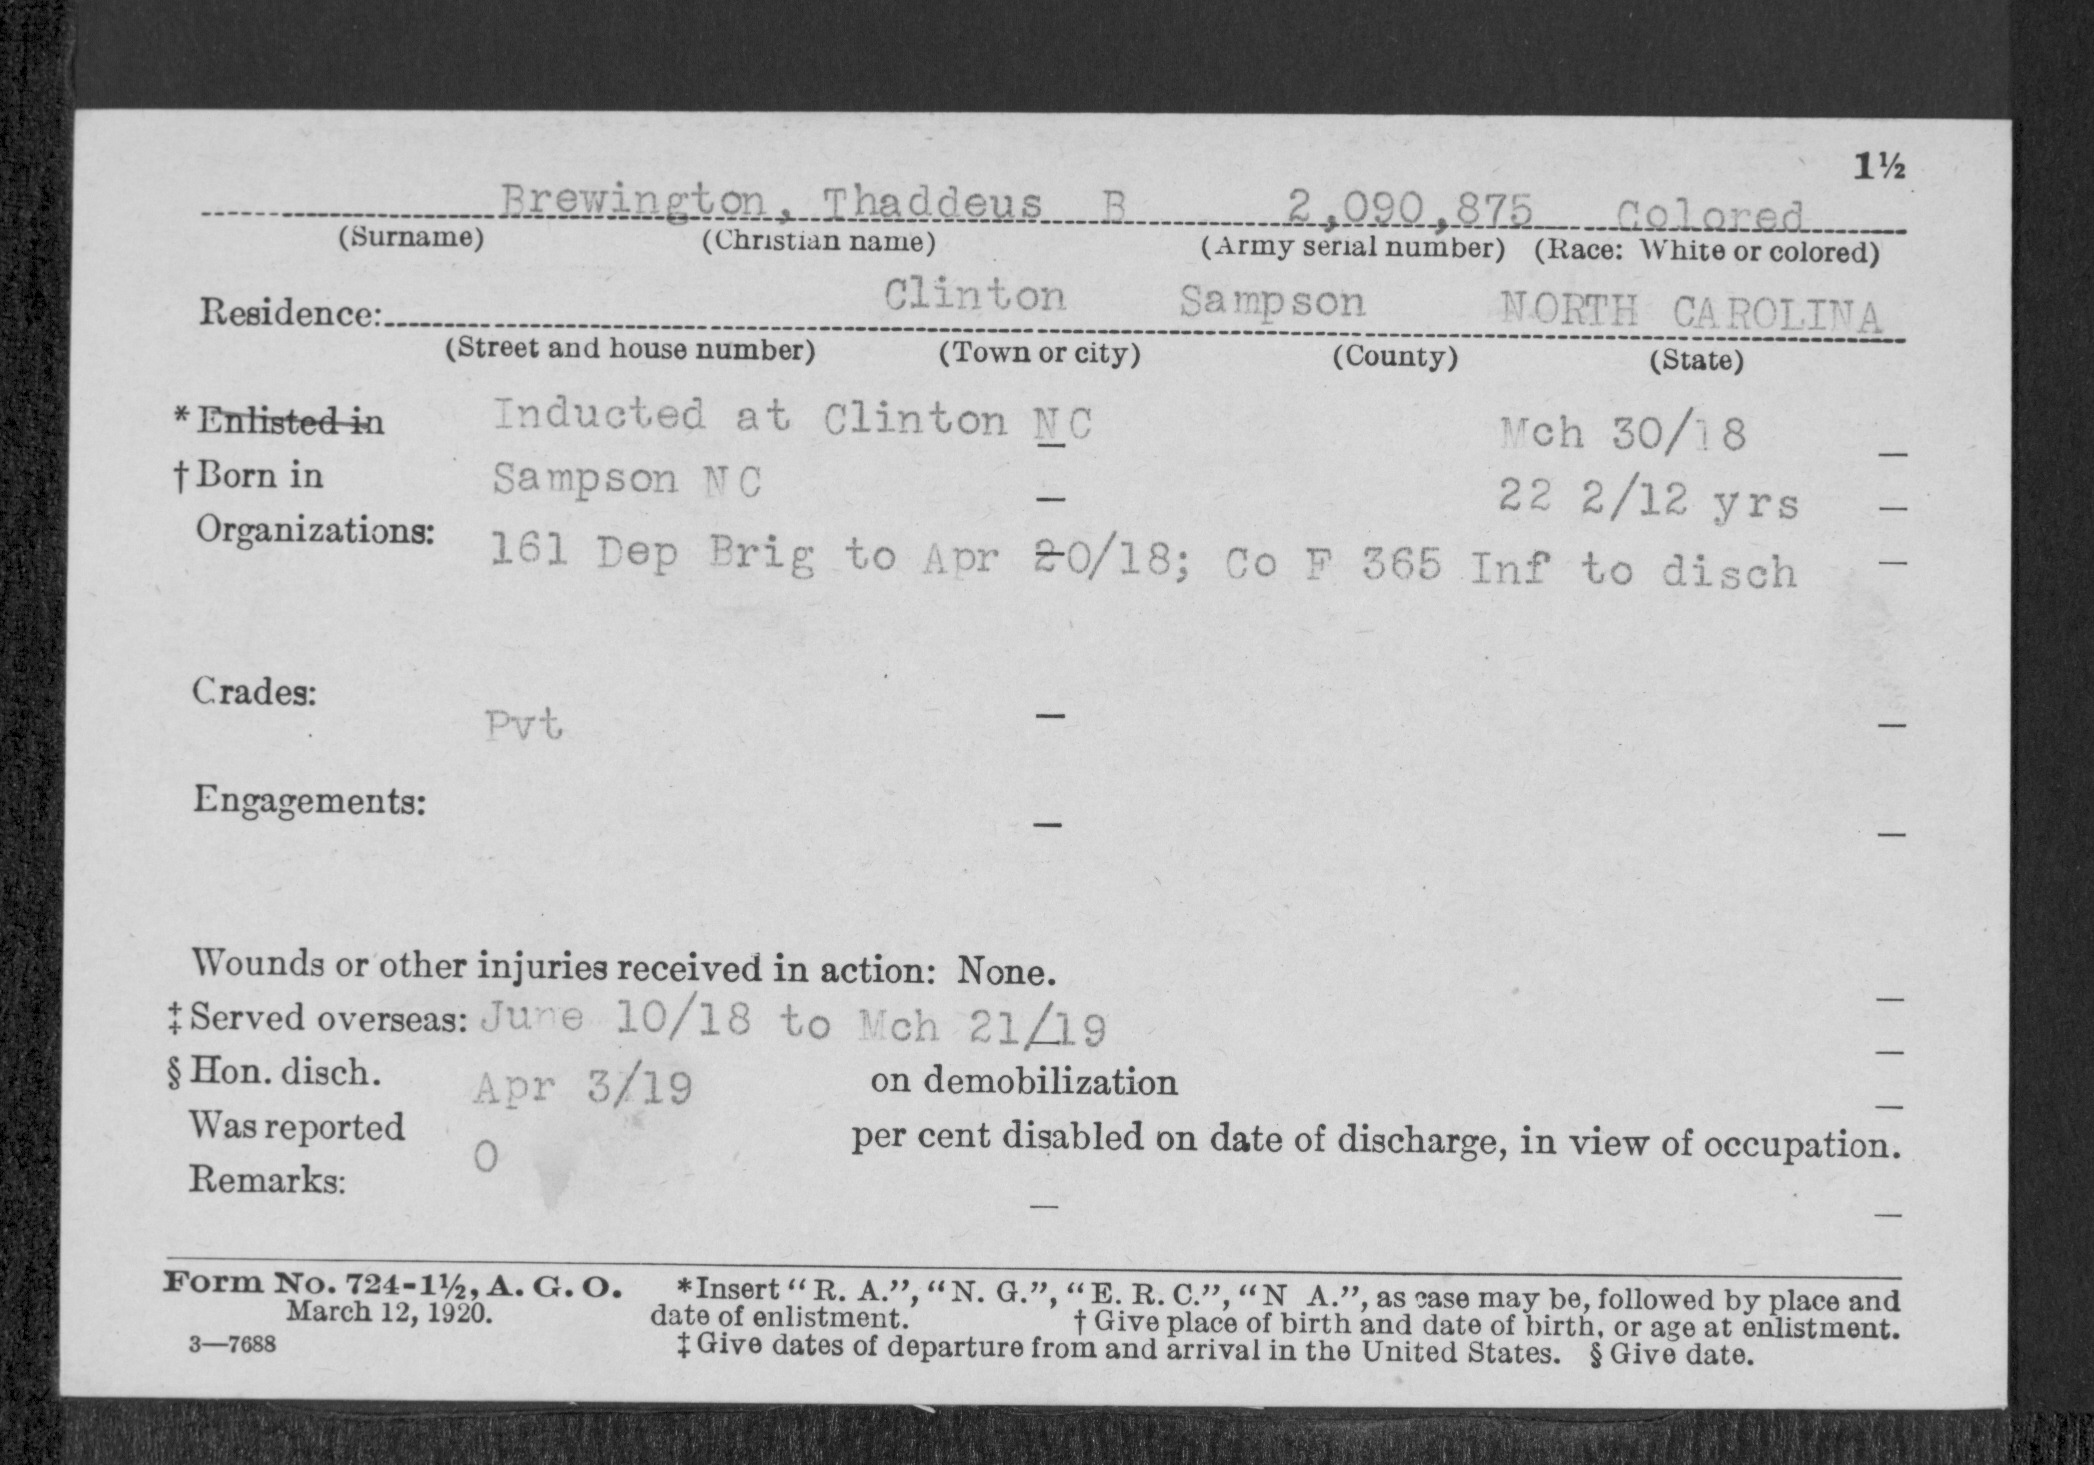 1½
Brewington, Thaddeus B 2,090,875 Colored
(Surname) (Christian name) (Army serial number) (Race: White or colored)
Residence: Clinton Sampson NORTH CAROLINA
(Street and house number) (Town or city) (County) (State)
*Enlisted in Inducted at Clinton NC Mch 30/18
†Born in Sampson NC 22 2/12 yrs
Organizations: 161 Dep Brig to Apr 20/18; Co F 365 Inf to disch
Grades: Pvt
Engagements:
Wounds or other injuries received in action: None.
‡Served overseas: June 10/18 to Mch 21/19
§Hon. disch. Apr 3/19 on demobilization
Was reported 0 per cent disabled on date of discharge, in view of occupation.
Remarks:
Form No. 724-1½, A. G. O. *Insert "R. A.", "N. G.", "E. R. C.", "N A.", as case may be, followed by place and
March 12, 1920. date of enlistment. †Give place of birth and date of birth, or age at enlistment.
3—7688 ‡Give dates of departure from and arrival in the United States. §Give date.